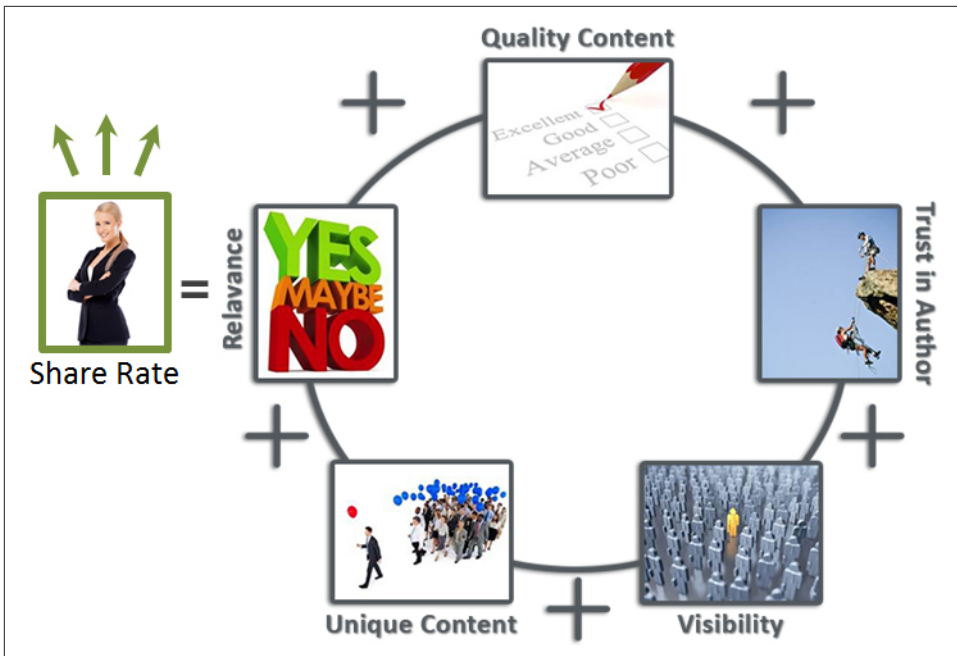 Quality Content
Excellent
Good
Average
Poor
Share Rate
=
Relavance
YES
MAYBE
NO
Trust in Author
Unique Content
Visibility
+
+
+
+
+